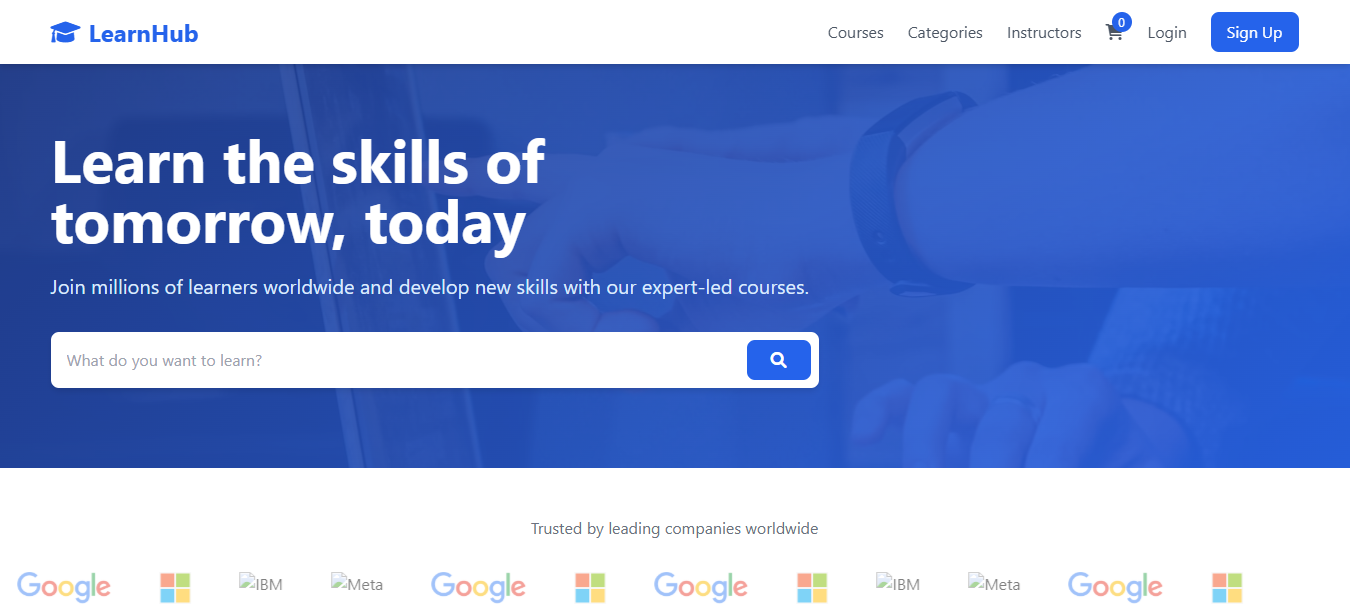 LearnHub
Courses Categories Instructors 0 Login Sign Up
Learn the skills of
tomorrow, today
Join millions of learners worldwide and develop new skills with our expert-led courses.
What do you want to learn?
Trusted by leading companies worldwide
Google IBM Meta Google Google IBM Meta Google